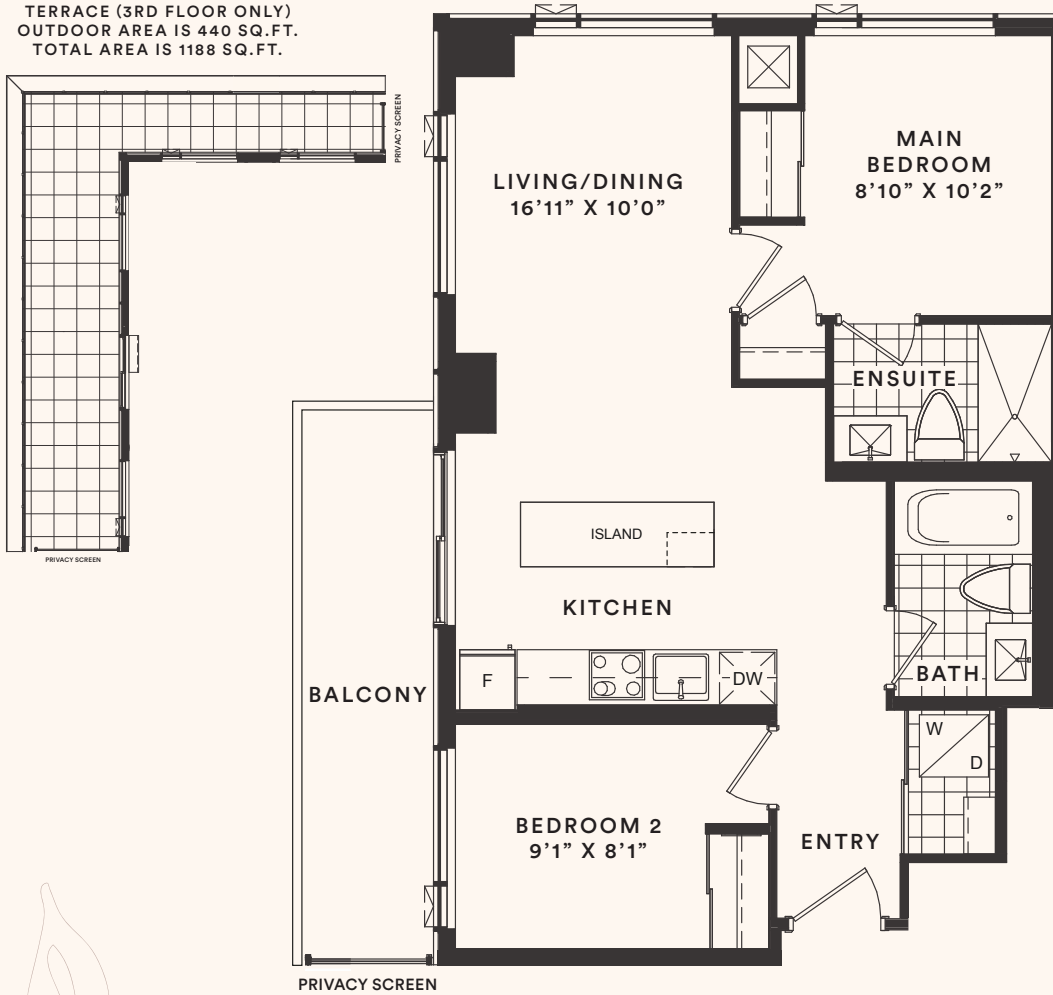 TERRACE (3RD FLOOR ONLY)
OUTDOOR AREA IS 440 SQ.FT.
TOTAL AREA IS 1188 SQ.FT.
PRIVACY SCREEN
PRIVACY SCREEN
LIVING/DINING
16’11” X 10’0”
MAIN
BEDROOM
8’10” X 10’2”
ENSUITE
ISLAND
KITCHEN
F
DW
BATH
BALCONY
W
D
BEDROOM 2
9’1” X 8’1”
ENTRY
PRIVACY SCREEN